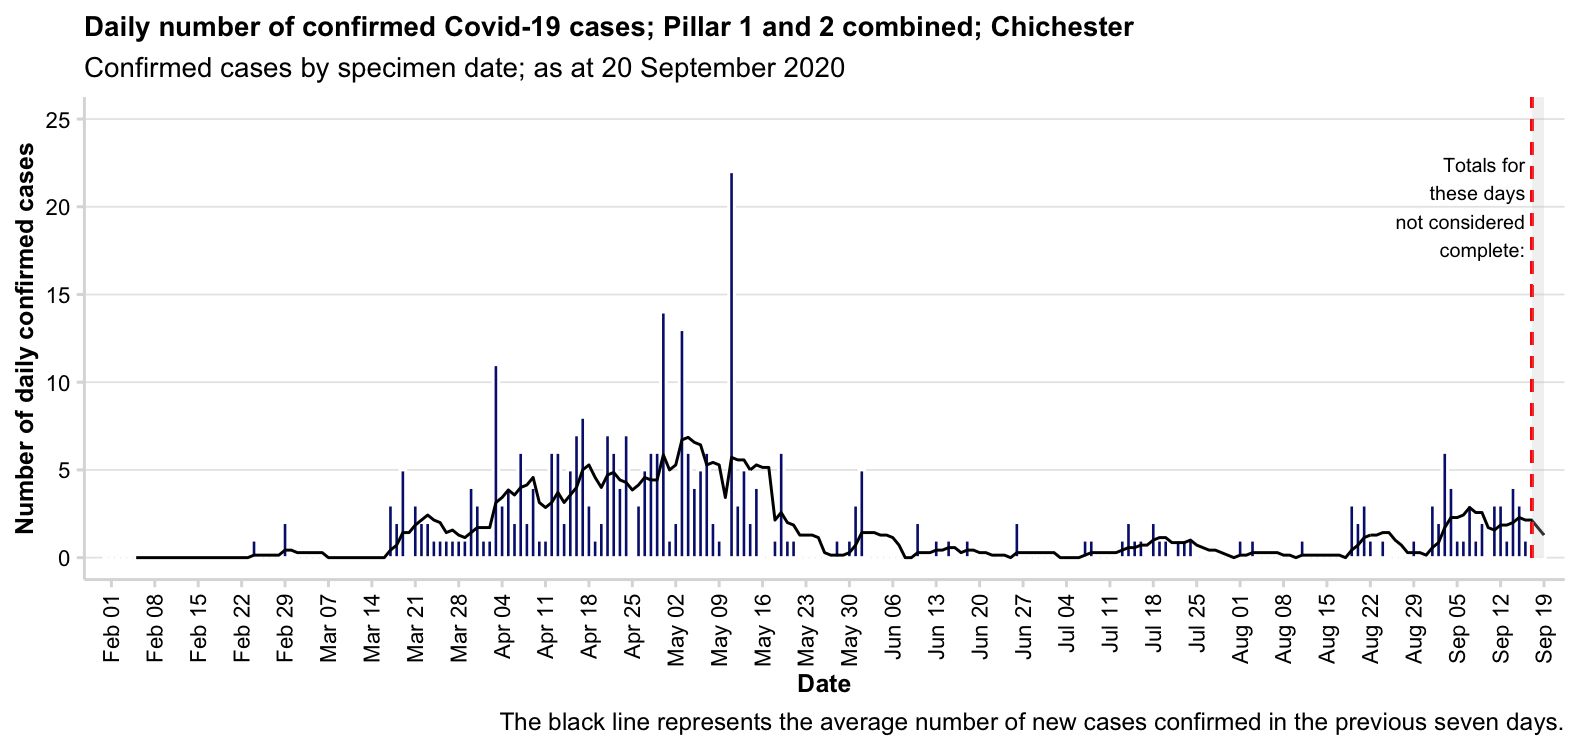 Daily number of confirmed Covid-19 cases; Pillar 1 and 2 combined; Chichester
Confirmed cases by specimen date; as at 20 September 2020
Number of daily confirmed cases
25
20
15
10
5
0
Totals for
these days
not considered
complete:
Feb 01
Feb 08
Feb 15
Feb 22
Feb 29
Mar 07
Mar 14
Mar 21
Mar 28
Apr 04
Apr 11
Apr 18
Apr 25
May 02
May 09
May 16
May 23
May 30
Jun 06
Jun 13
Jun 20
Jun 27
Jul 04
Jul 11
Jul 18
Jul 25
Aug 01
Aug 08
Aug 15
Aug 22
Aug 29
Sep 05
Sep 12
Sep 19
Date
The black line represents the average number of new cases confirmed in the previous seven days.